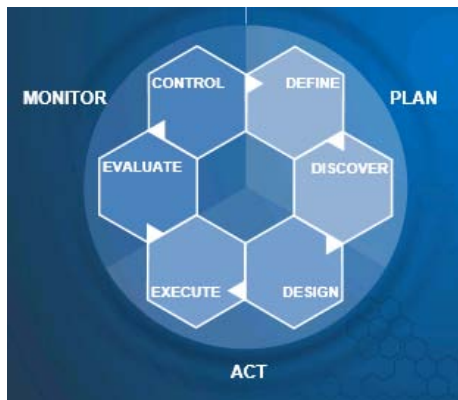 CONTROL
DEFINE
MONITOR
PLAN
EVALUATE
DISCOVER
EXECUTE
DESIGN
ACT